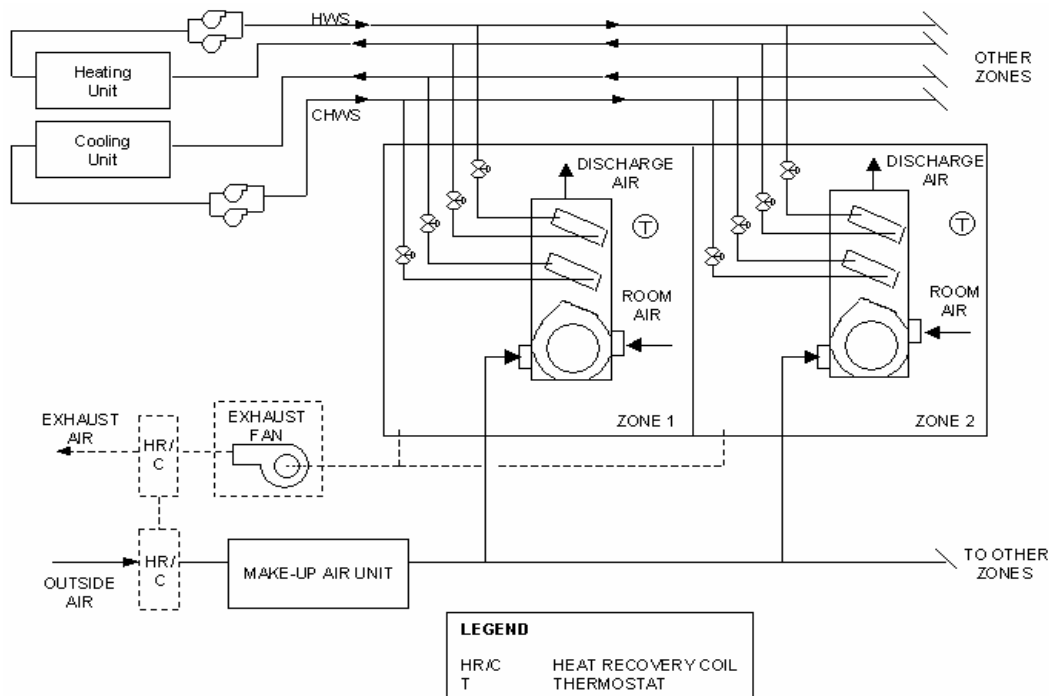 HWS
Heating
Unit
OTHER
ZONES
CHWS
Cooling
Unit
DISCHARGE
AIR
DISCHARGE
AIR
T
T
ROOM
AIR
ROOM
AIR
ZONE 1
ZONE 2
EXHAUST
AIR
HR/
C
EXHAUST
FAN
OUTSIDE
AIR
HR/
C
MAKE-UP AIR UNIT
TO OTHER
ZONES
LEGEND
HR/C HEAT RECOVERY COIL
T THERMOSTAT